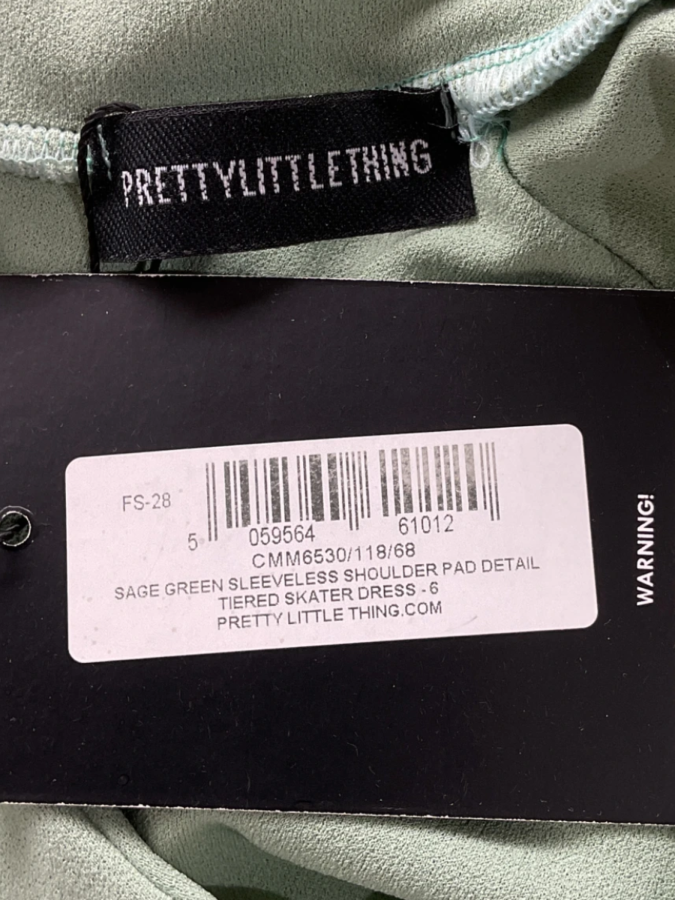 PRETTYLITTLETHING
FS-28
5 059564 61012
CMM6530/118/68
SAGE GREEN SLEEVELESS SHOULDER PAD DETAIL
TIERED SKATER DRESS - 6
PRETTY LITTLE THING.COM
WARNING!